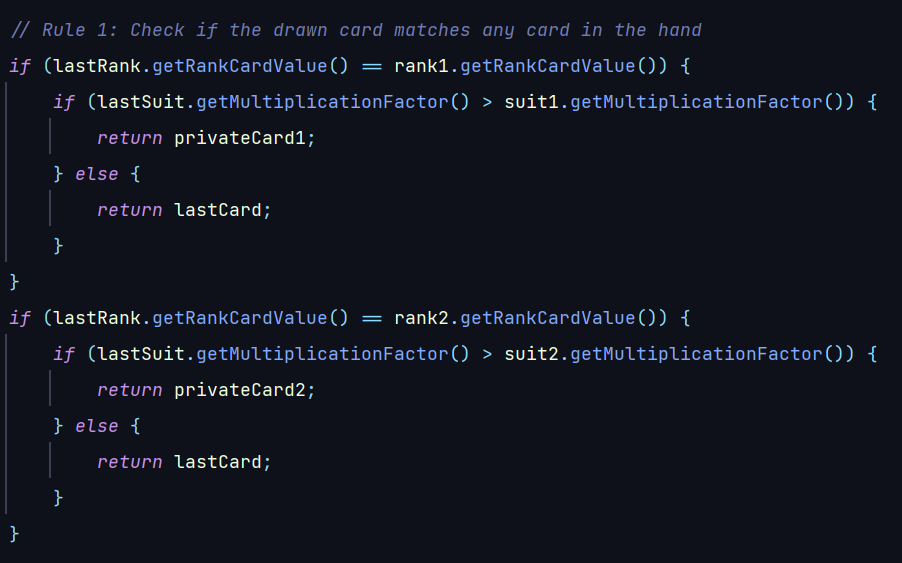 // Rule 1: Check if the drawn card matches any card in the hand
if (lastRank.getRankCardValue() == rank1.getRankCardValue()) {
    if (lastSuit.getMultiplicationFactor() > suit1.getMultiplicationFactor()) {
        return privateCard1;
    } else {
        return lastCard;
    }
}
if (lastRank.getRankCardValue() == rank2.getRankCardValue()) {
    if (lastSuit.getMultiplicationFactor() > suit2.getMultiplicationFactor()) {
        return privateCard2;
    } else {
        return lastCard;
    }
}